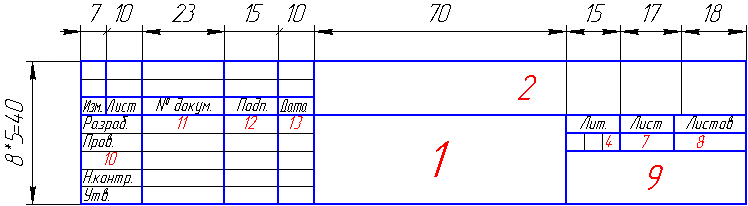 7 10 23 15 10 70 15 17 18
8*5=40
2
Изм. Лист № докум. Подп. Дата
Разраб. 11 12 13 Лит. Лист Листов
Пров. 1 4 7 8
10 9
Н.контр.
Утв.